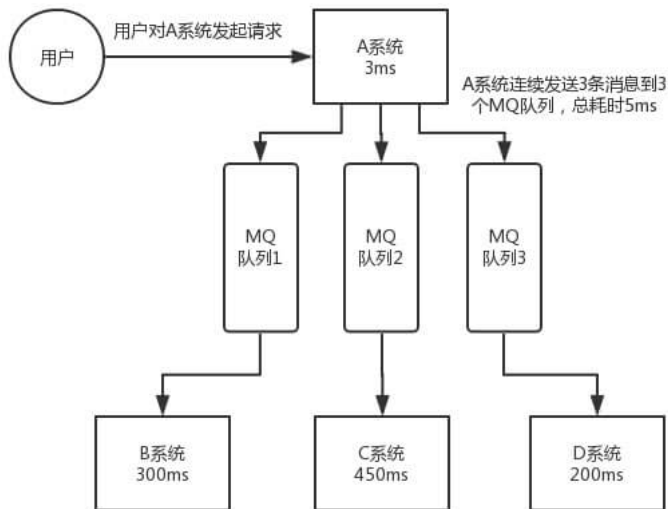 用户
用户对A系统发起请求
A系统
3ms
A系统连续发送3条消息到3
个MQ队列，总耗时5ms
MQ
队列1
MQ
队列2
MQ
队列3
B系统
300ms
C系统
450ms
D系统
200ms